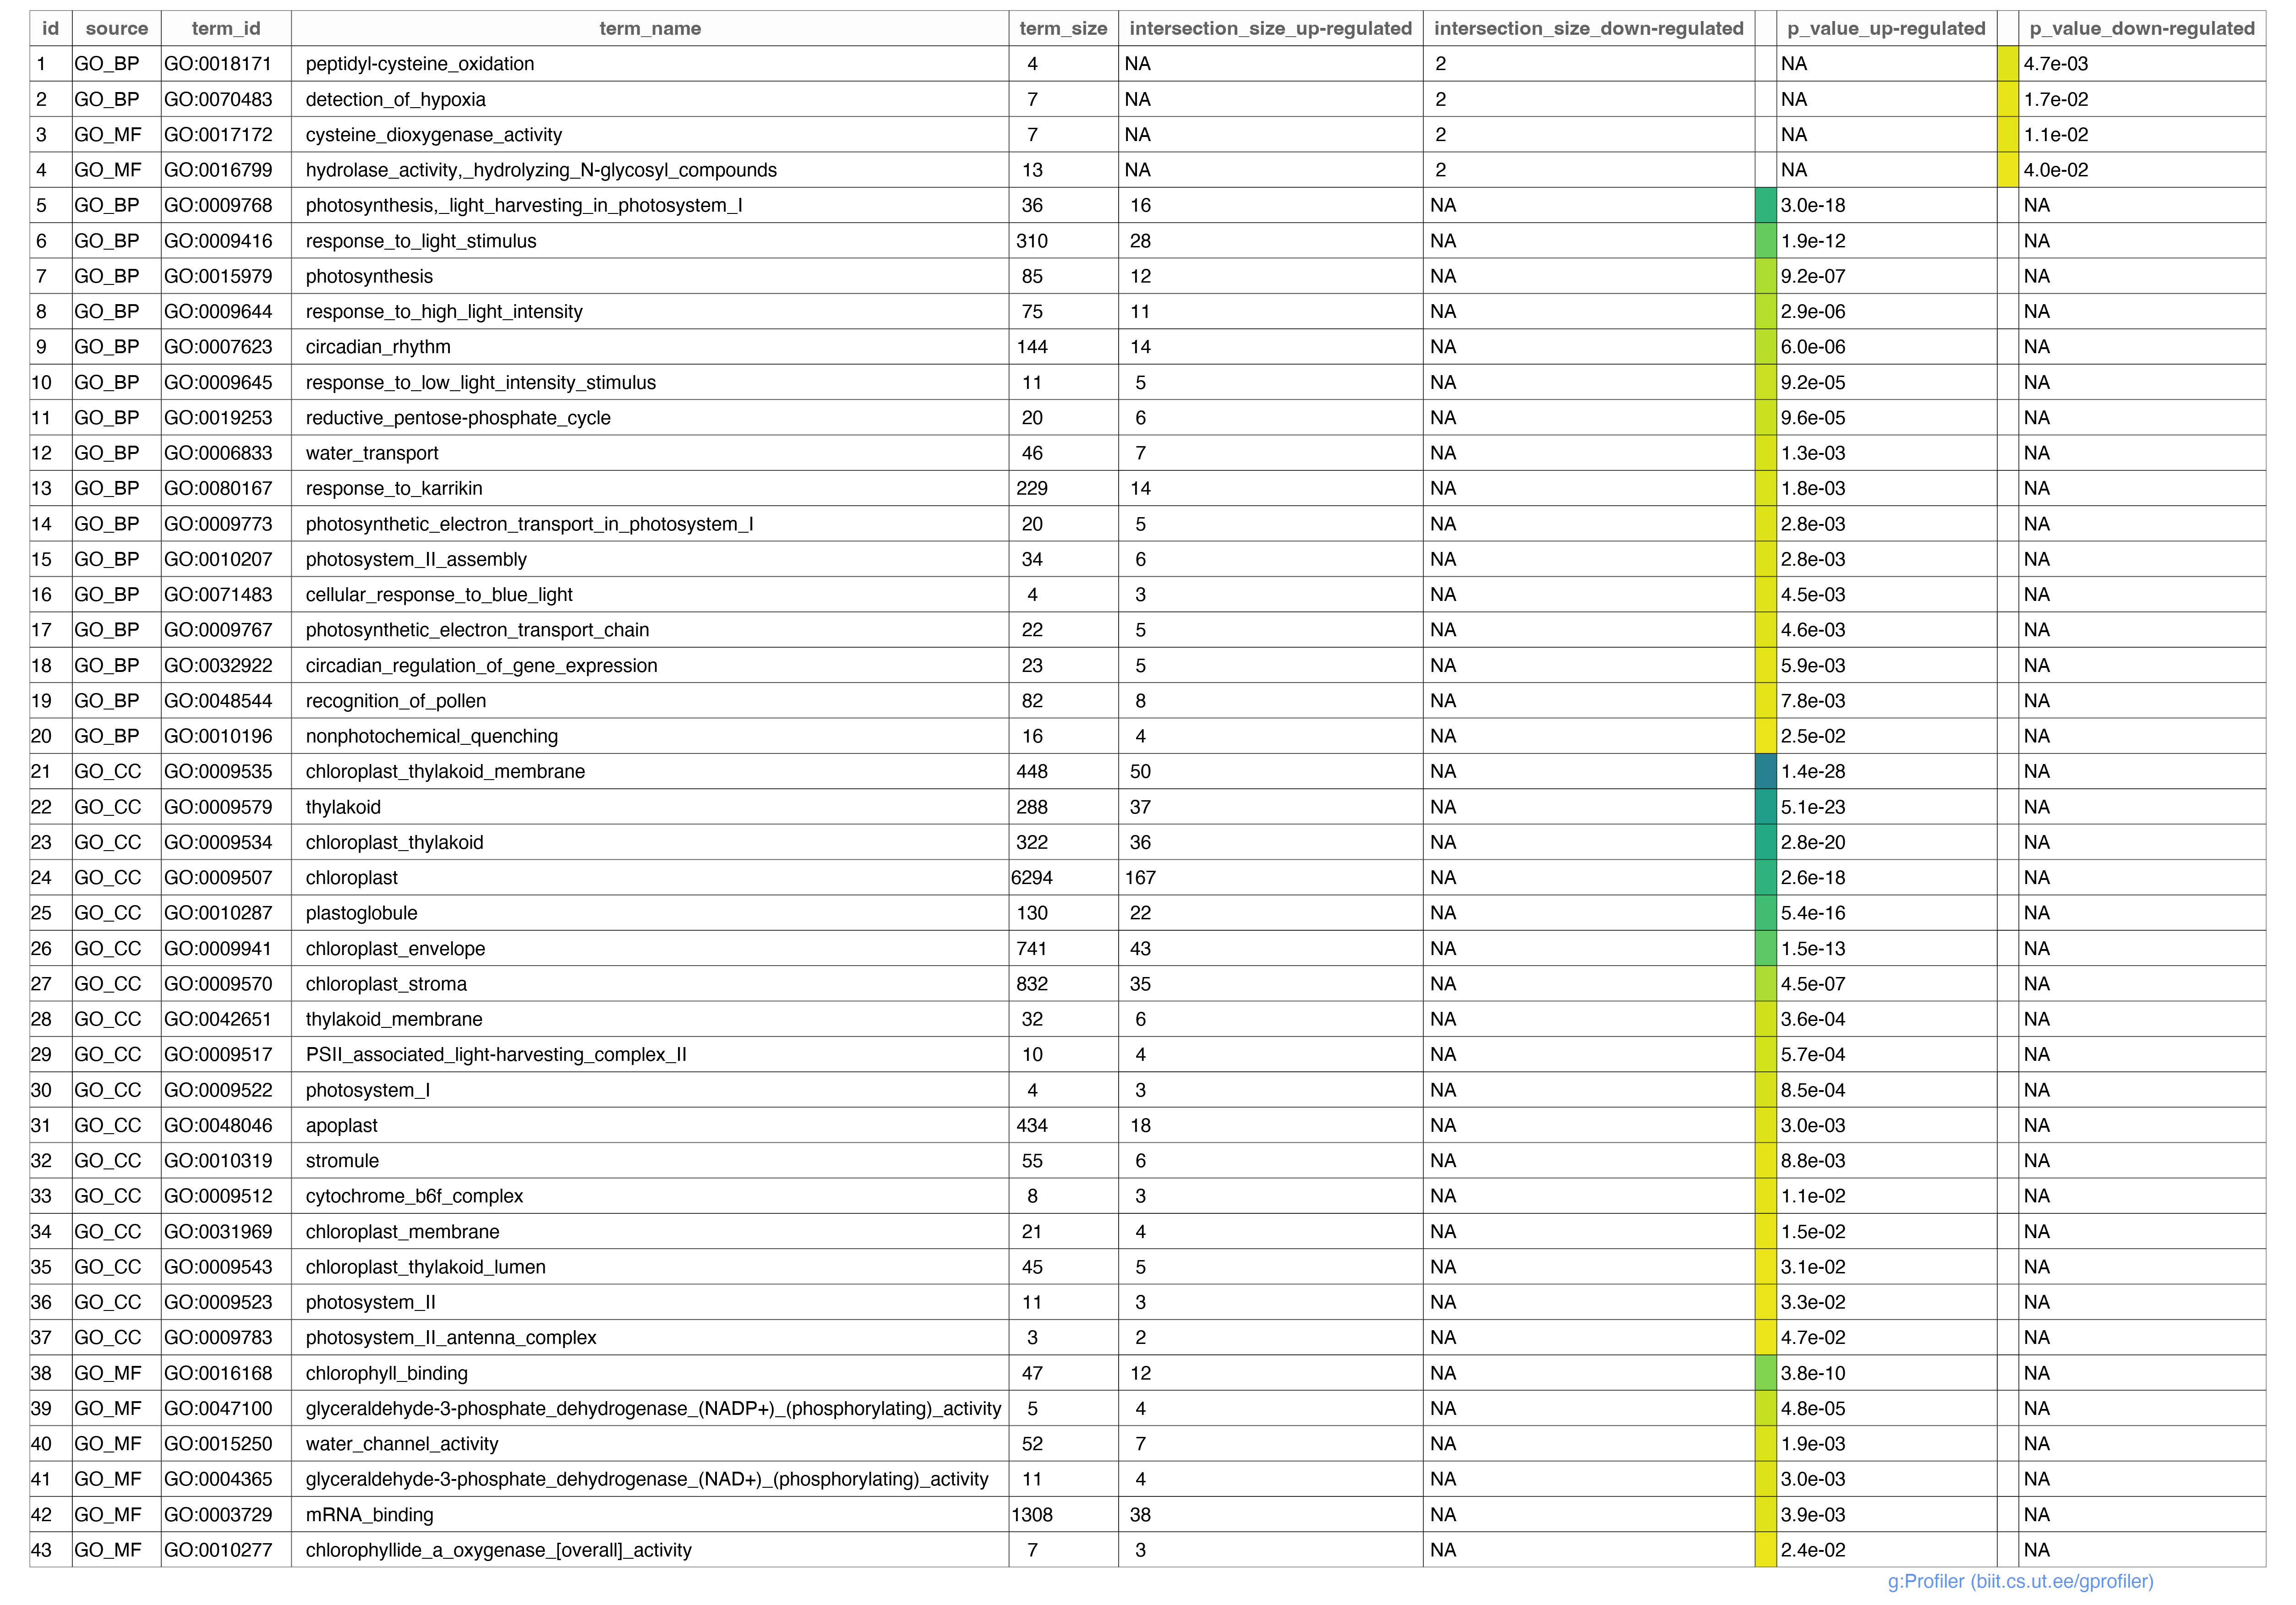 id source term_id term_name term_size intersection_size_up-regulated intersection_size_down-regulated p_value_up-regulated p_value_down-regulated
1 GO_BP GO:0018171 peptidyl-cysteine_oxidation 4 NA 2 NA 4.7e-03
2 GO_BP GO:0070483 detection_of_hypoxia 7 NA 2 NA 1.7e-02
3 GO_MF GO:0017172 cysteine_dioxygenase_activity 7 NA 2 NA 1.1e-02
4 GO_MF GO:0016799 hydrolase_activity,_hydrolyzing_N-glycosyl_compounds 13 NA 2 NA 4.0e-02
5 GO_BP GO:0009768 photosynthesis,_light_harvesting_in_photosystem_I 36 16 NA 3.0e-18 NA
6 GO_BP GO:0009416 response_to_light_stimulus 310 28 NA 1.9e-12 NA
7 GO_BP GO:0015979 photosynthesis 85 12 NA 9.2e-07 NA
8 GO_BP GO:0009644 response_to_high_light_intensity 75 11 NA 2.9e-06 NA
9 GO_BP GO:0007623 circadian_rhythm 144 14 NA 6.0e-06 NA
10 GO_BP GO:0009645 response_to_low_light_intensity_stimulus 11 5 NA 9.2e-05 NA
11 GO_BP GO:0019253 reductive_pentose-phosphate_cycle 20 6 NA 9.6e-05 NA
12 GO_BP GO:0006833 water_transport 46 7 NA 1.3e-03 NA
13 GO_BP GO:0080167 response_to_karrikin 229 14 NA 1.8e-03 NA
14 GO_BP GO:0009773 photosynthetic_electron_transport_in_photosystem_I 20 5 NA 2.8e-03 NA
15 GO_BP GO:0010207 photosystem_II_assembly 34 6 NA 2.8e-03 NA
16 GO_BP GO:0071483 cellular_response_to_blue_light 4 3 NA 4.5e-03 NA
17 GO_BP GO:0009767 photosynthetic_electron_transport_chain 22 5 NA 4.6e-03 NA
18 GO_BP GO:0032922 circadian_regulation_of_gene_expression 23 5 NA 5.9e-03 NA
19 GO_BP GO:0048544 recognition_of_pollen 82 8 NA 7.8e-03 NA
20 GO_BP GO:0010196 nonphotochemical_quenching 16 4 NA 2.5e-02 NA
21 GO_CC GO:0009535 chloroplast_thylakoid_membrane 448 50 NA 1.4e-28 NA
22 GO_CC GO:0009579 thylakoid 288 37 NA 5.1e-23 NA
23 GO_CC GO:0009534 chloroplast_thylakoid 322 36 NA 2.8e-20 NA
24 GO_CC GO:0009507 chloroplast 6294 167 NA 2.6e-18 NA
25 GO_CC GO:0010287 plastoglobule 130 22 NA 5.4e-16 NA
26 GO_CC GO:0009941 chloroplast_envelope 741 43 NA 1.5e-13 NA
27 GO_CC GO:0009570 chloroplast_stroma 832 35 NA 4.5e-07 NA
28 GO_CC GO:0042651 thylakoid_membrane 32 6 NA 3.6e-04 NA
29 GO_CC GO:0009517 PSII_associated_light-harvesting_complex_II 10 4 NA 5.7e-04 NA
30 GO_CC GO:0009522 photosystem_I 4 3 NA 8.5e-04 NA
31 GO_CC GO:0048046 apoplast 434 18 NA 3.0e-03 NA
32 GO_CC GO:0010319 stromule 55 6 NA 8.8e-03 NA
33 GO_CC GO:0009512 cytochrome_b6f_complex 8 3 NA 1.1e-02 NA
34 GO_CC GO:0031969 chloroplast_membrane 21 4 NA 1.5e-02 NA
35 GO_CC GO:0009543 chloroplast_thylakoid_lumen 45 5 NA 3.1e-02 NA
36 GO_CC GO:0009523 photosystem_II 11 3 NA 3.3e-02 NA
37 GO_CC GO:0009783 photosystem_II_antenna_complex 3 2 NA 4.7e-02 NA
38 GO_MF GO:0016168 chlorophyll_binding 47 12 NA 3.8e-10 NA
39 GO_MF GO:0047100 glyceraldehyde-3-phosphate_dehydrogenase_(NADP+)_(phosphorylating)_activity 5 4 NA 4.8e-05 NA
40 GO_MF GO:0015250 water_channel_activity 52 7 NA 1.9e-03 NA
41 GO_MF GO:0004365 glyceraldehyde-3-phosphate_dehydrogenase_(NAD+)_(phosphorylating)_activity 11 4 NA 3.0e-03 NA
42 GO_MF GO:0003729 mRNA_binding 1308 38 NA 3.9e-03 NA
43 GO_MF GO:0010277 chlorophyllide_a_oxygenase_[overall]_activity 7 3 NA 2.4e-02 NA
g:Profiler (biit.cs.ut.ee/gprofiler)